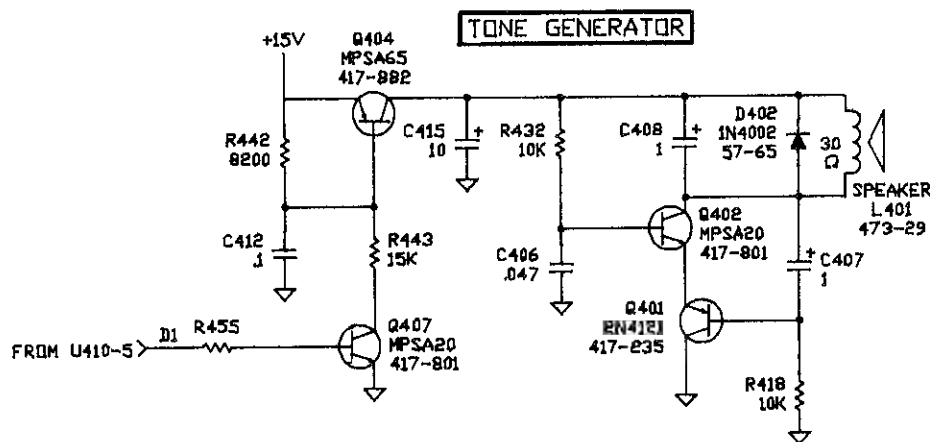 TONE GENERATOR
+15V
Q404
MPSA65
417-882
R442
8200
C415
10
R432
10K
C408
1
D402
1N4002
57-65
30
Ω
SPEAKER
L401
473-29
C412
.1
R443
15K
C406
.047
Q402
MPSA20
417-801
C407
1
Q401
2N4121
417-235
FROM U410-5
D1
R455
Q407
MPSA20
417-801
R418
10K